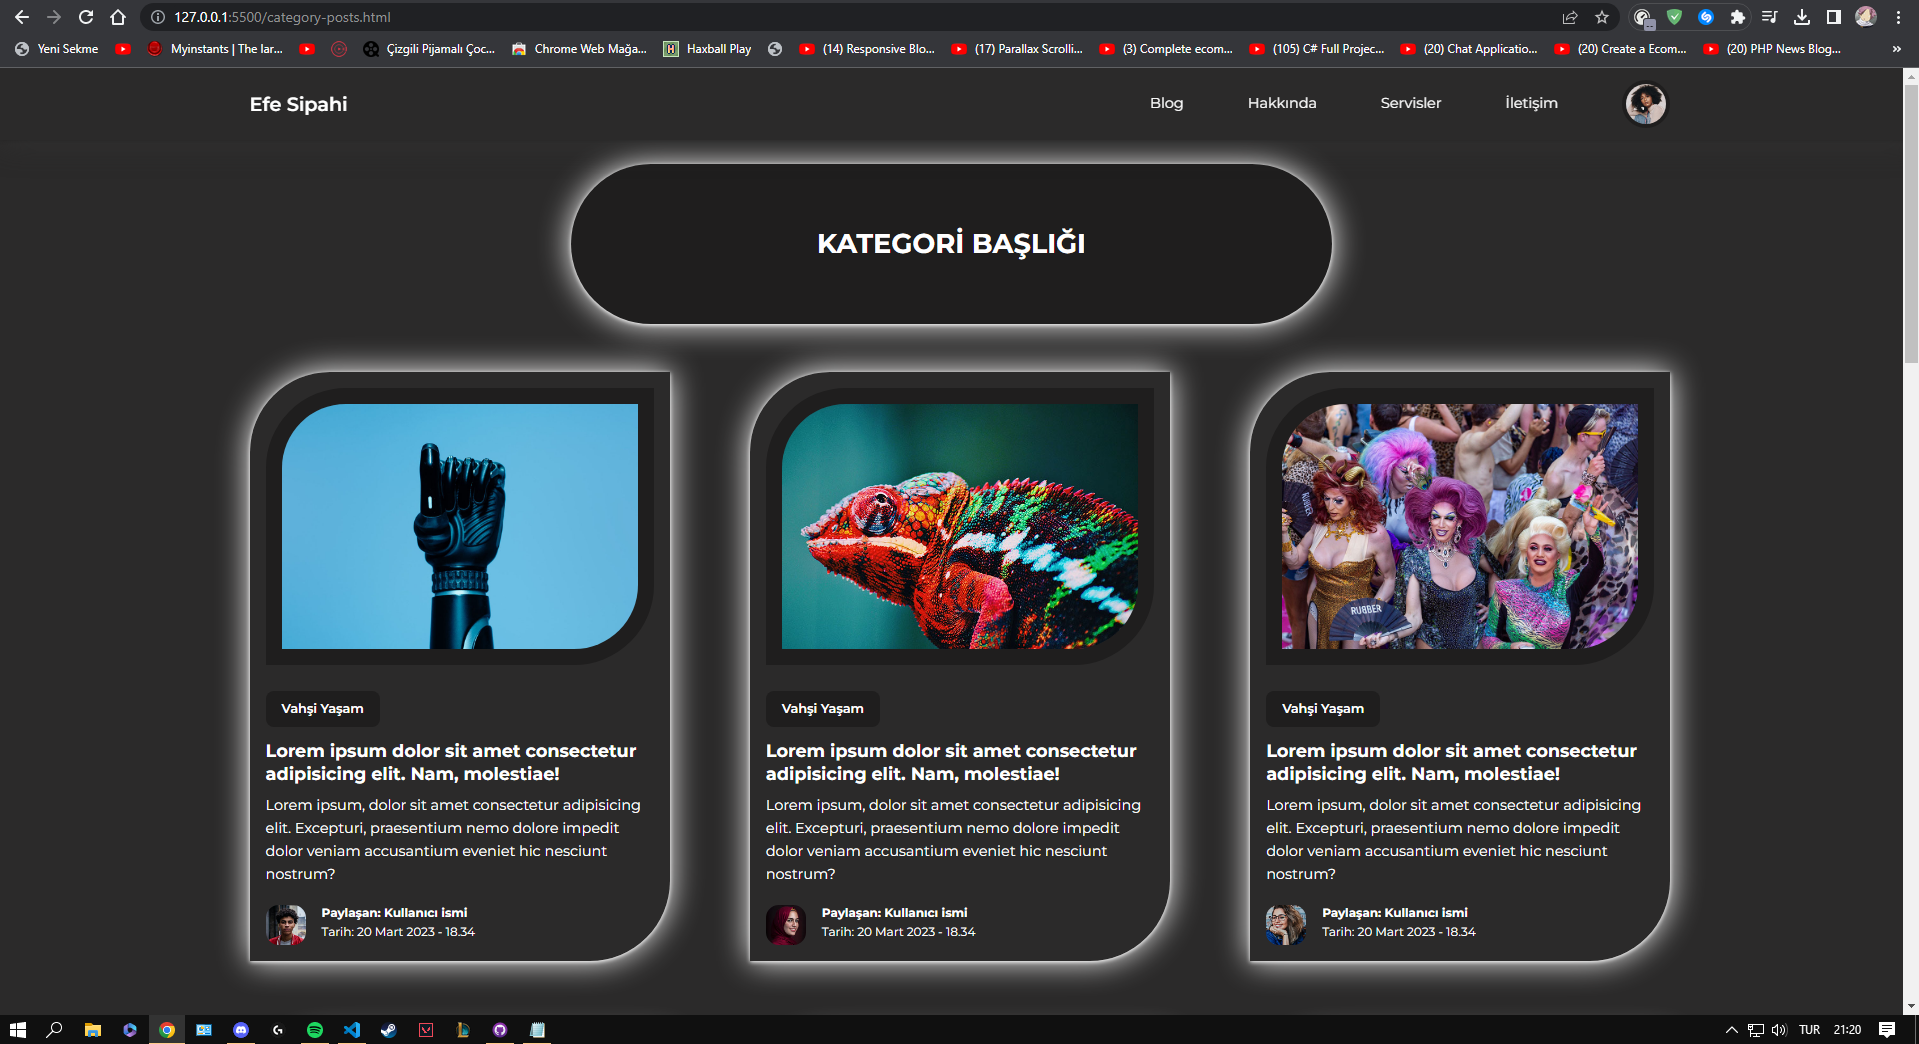 127.0.0.1:5500/category-posts.html
Yeni Sekme
Myinstants | The lar...
Çizgili Pijamalı Çoc...
Chrome Web Mağa...
Haxball Play
(14) Responsive Blo...
(17) Parallax Scrolli...
(3) Complete ecom...
(105) C# Full Projec...
(20) Chat Applicatio...
(20) Create a Ecom...
(20) PHP News Blog...
»
Efe Sipahi
Blog
Hakkında
Servisler
İletişim
KATEGORİ BAŞLIĞI
RUBBER
Vahşi Yaşam
Lorem ipsum dolor sit amet consectetur
adipisicing elit. Nam, molestiae!
Lorem ipsum, dolor sit amet consectetur adipisicing
elit. Excepturi, praesentium nemo dolore impedit
dolor veniam accusantium eveniet hic nesciunt
nostrum?
Paylaşan: Kullanıcı ismi
Tarih: 20 Mart 2023 - 18.34
Vahşi Yaşam
Lorem ipsum dolor sit amet consectetur
adipisicing elit. Nam, molestiae!
Lorem ipsum, dolor sit amet consectetur adipisicing
elit. Excepturi, praesentium nemo dolore impedit
dolor veniam accusantium eveniet hic nesciunt
nostrum?
Paylaşan: Kullanıcı ismi
Tarih: 20 Mart 2023 - 18.34
Vahşi Yaşam
Lorem ipsum dolor sit amet consectetur
adipisicing elit. Nam, molestiae!
Lorem ipsum, dolor sit amet consectetur adipisicing
elit. Excepturi, praesentium nemo dolore impedit
dolor veniam accusantium eveniet hic nesciunt
nostrum?
Paylaşan: Kullanıcı ismi
Tarih: 20 Mart 2023 - 18.34
TUR
21:20